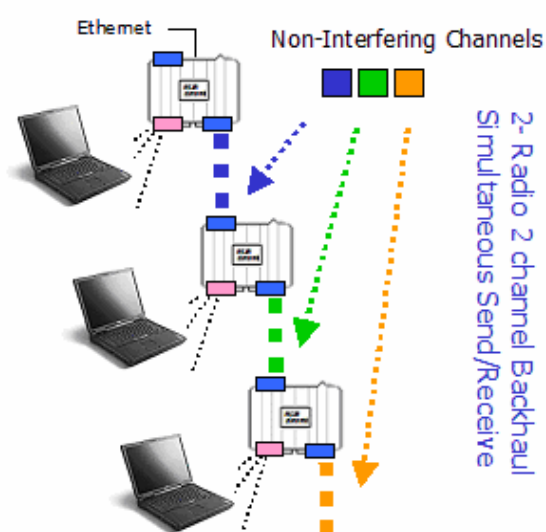 Ethernet
Non-Interfering Channels
2- Radio 2 channel Backhaul
Simultaneous Send/Receive